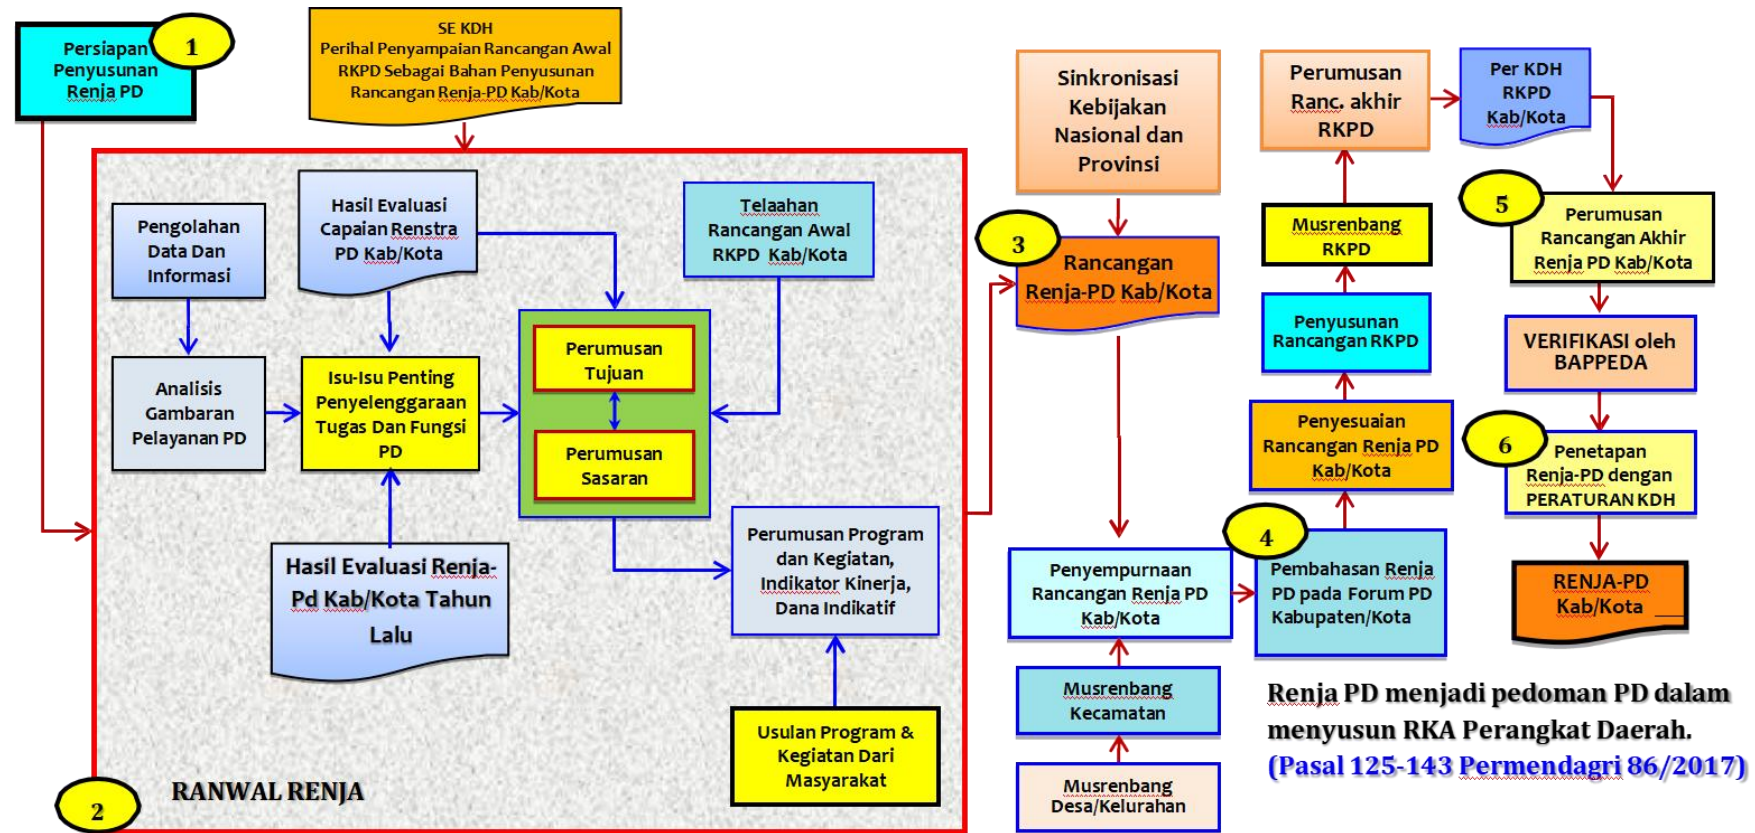 Persiapan
Penyusunan
Renja PD
1
SE KDH
Perihal Penyampaian Rancangan Awal
RKPD Sebagai Bahan Penyusunan
Rancangan Renja-PD Kab/Kota
Pengolahan
Data Dan
Informasi
Hasil Evaluasi
Capaian Renstra
PD Kab/Kota
Telaahan
Rancangan Awal
RKPD Kab/Kota
Analisis
Gambaran
Pelayanan PD
Isu-Isu Penting
Penyelenggaraan
Tugas Dan Fungsi
PD
Perumusan
Tujuan
Perumusan
Sasaran
Hasil Evaluasi Renja-
Pd Kab/Kota Tahun
Lalu
Perumusan Program
dan Kegiatan,
Indikator Kinerja,
Dana Indikatif
Usulan Program &
Kegiatan Dari
Masyarakat
2
RANWAL RENJA
Sinkronisasi
Kebijakan
Nasional dan
Provinsi
3
Rancangan
Renja-PD Kab/Kota
Penyempurnaan
Rancangan Renja PD
Kab/Kota
Musrenbang
Kecamatan
Musrenbang
Desa/Kelurahan
4
Pembahasan Renja
PD pada Forum PD
Kabupaten/Kota
Penyesuaian
Rancangan Renja PD
Kab/Kota
Penyusunan
Rancangan RKPD
Musrenbang
RKPD
Perumusan
Ranc. akhir
RKPD
Per KDH
RKPD
Kab/Kota
5
Perumusan
Rancangan Akhir
Renja PD Kab/Kota
VERIFIKASI oleh
BAPPEDA
6
Penetapan
Renja-PD dengan
PERATURAN KDH
RENJA-PD
Kab/Kota
Renja PD menjadi pedoman PD dalam
menyusun RKA Perangkat Daerah.
(Pasal 125-143 Permendagri 86/2017)